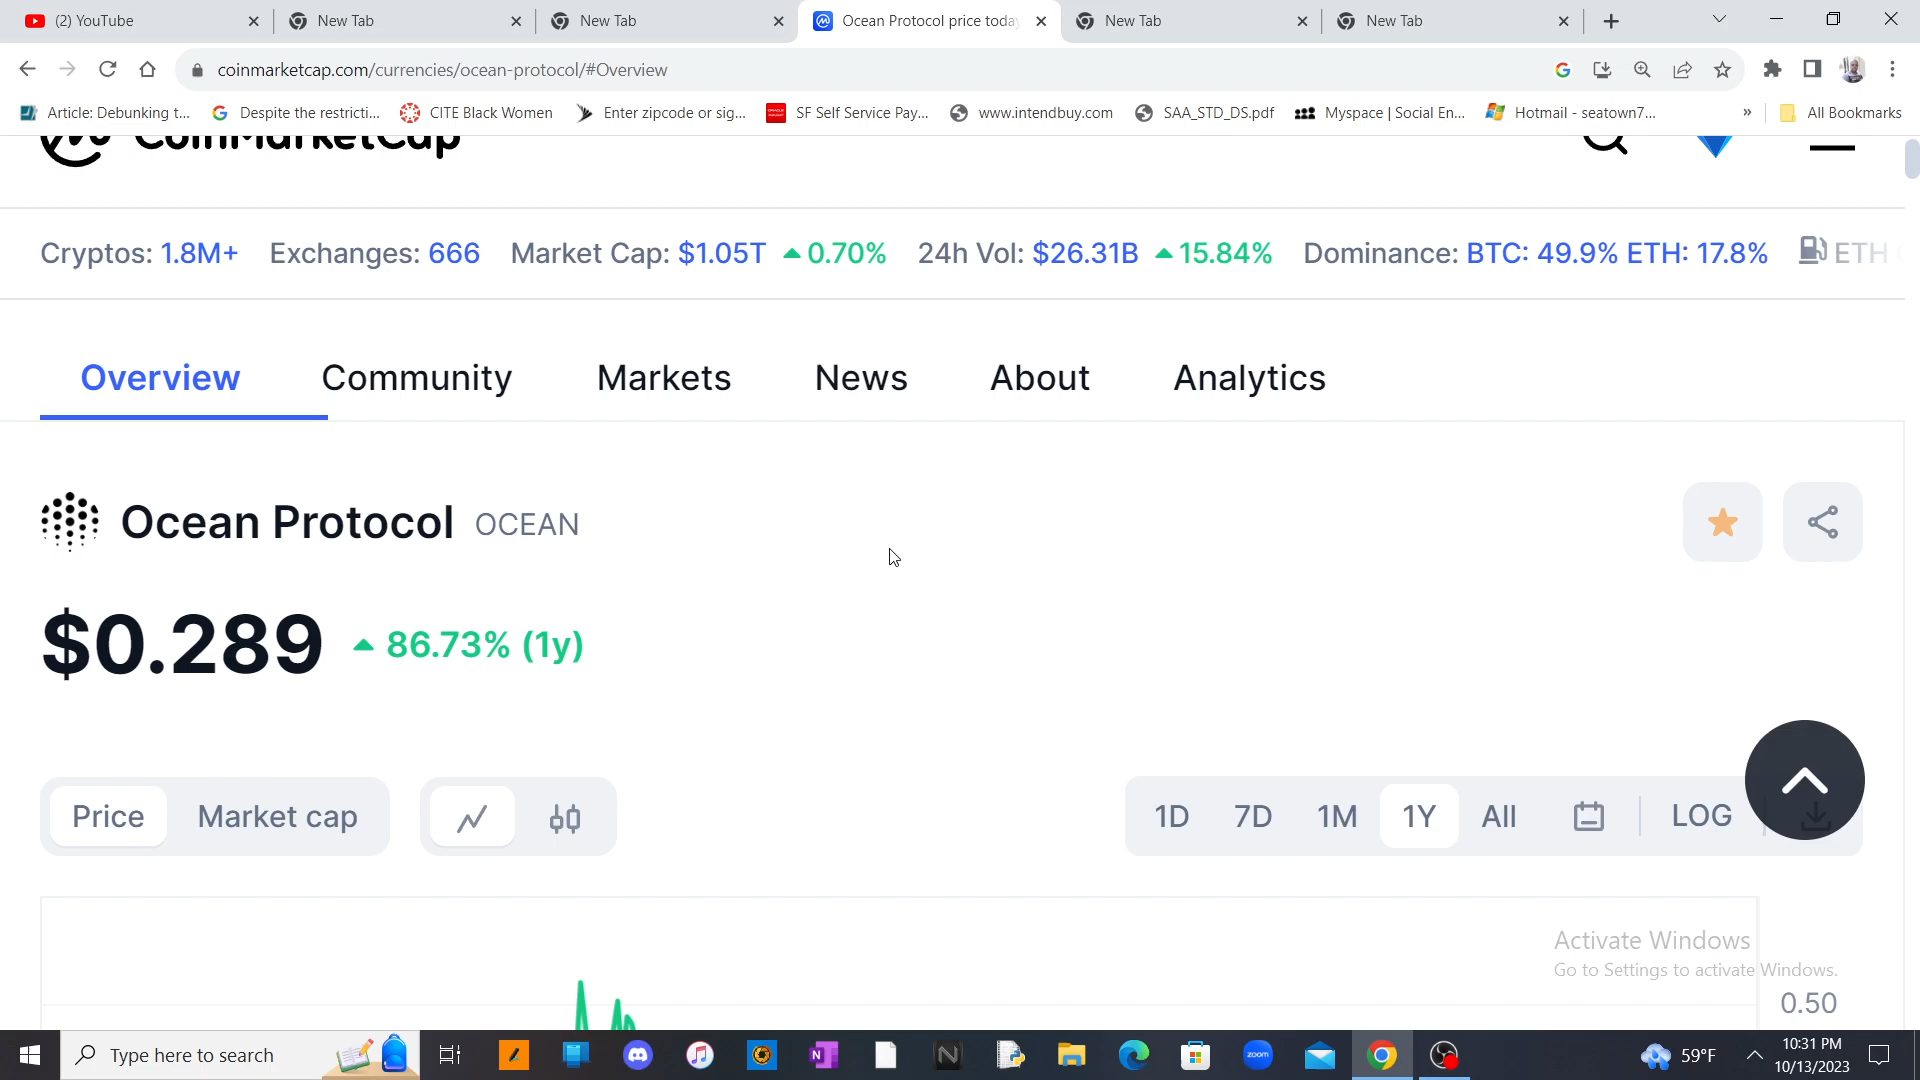 (2) YouTube
New Tab
New Tab
Ocean Protocol price today
New Tab
New Tab
coinmarketcap.com/currencies/ocean-protocol/#Overview
Article: Debunking t...
Despite the restricti...
CITE Black Women
Enter zipcode or sig...
SF Self Service Pay...
www.intendbuy.com
SAA_STD_DS.pdf
Myspace | Social En...
Hotmail - seatown7...
»
All Bookmarks
CoinMarketCap
Cryptos: 1.8M+ Exchanges: 666 Market Cap: $1.05T 0.70% 24h Vol: $26.31B 15.84% Dominance: BTC: 49.9% ETH: 17.8% ETH
Overview
Community
Markets
News
About
Analytics
Ocean Protocol OCEAN
$0.289 86.73% (1y)
Price
Market cap
1D
7D
1M
1Y
All
LOG
Activate Windows
Go to Settings to activate Windows.
0.50
Type here to search
zoom
59°F
10:31 PM
10/13/2023